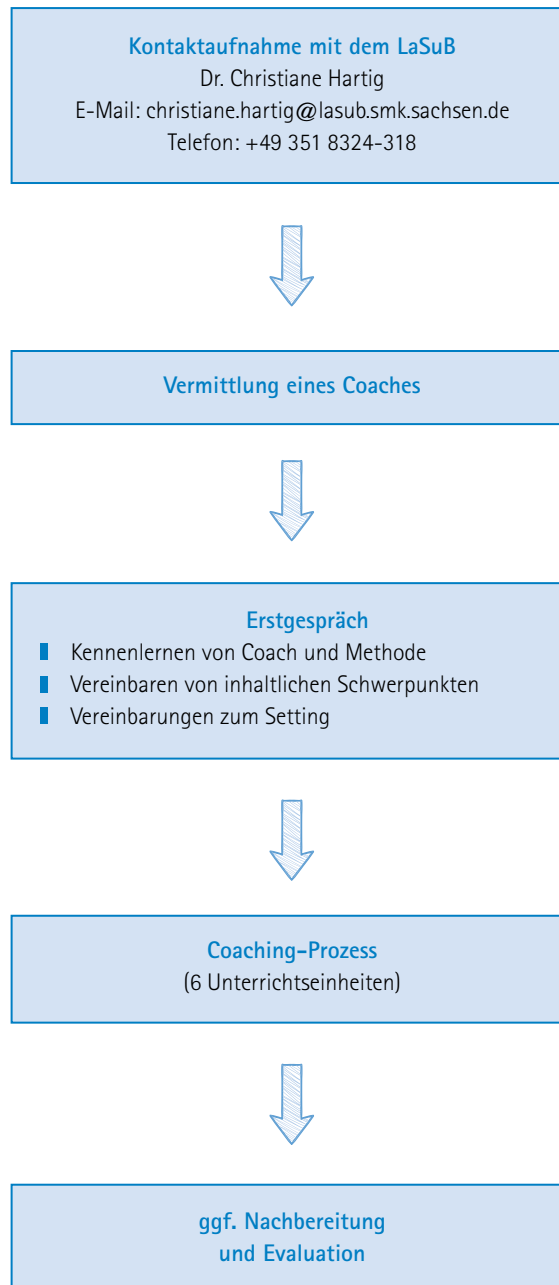 Kontaktaufnahme mit dem LaSuB
Dr. Christiane Hartig
E-Mail: christiane.hartig@lasub.smk.sachsen.de
Telefon: +49 351 8324-318
Vermittlung eines Coaches
Erstgespräch
Kennenlernen von Coach und Methode
Vereinbaren von inhaltlichen Schwerpunkten
Vereinbarungen zum Setting
Coaching-Prozess
(6 Unterrichtseinheiten)
ggf. Nachbereitung
und Evaluation